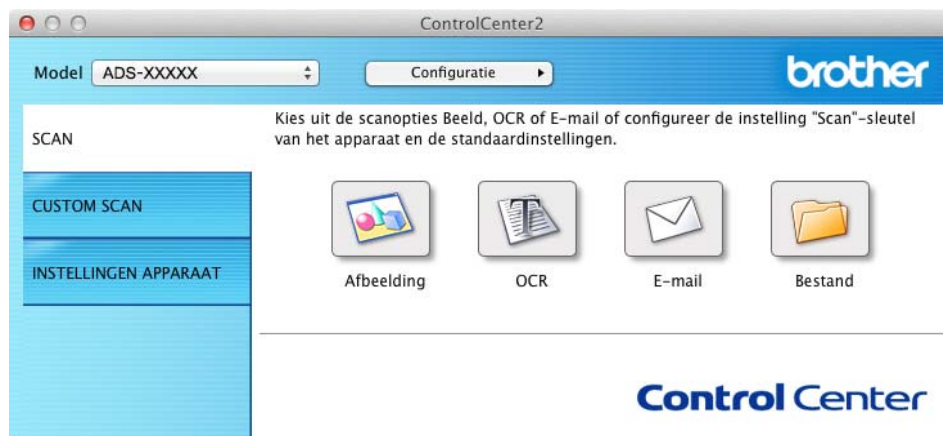 ControlCenter2
Model ADS-XXXXX Configuratie
brother
SCAN
Kies uit de scanopties Beeld, OCR of E-mail of configureer de instelling "Scan"-sleutel
van het apparaat en de standaardinstellingen.
CUSTOM SCAN
INSTELLINGEN APPARAAT
Afbeelding OCR E-mail Bestand
Control Center